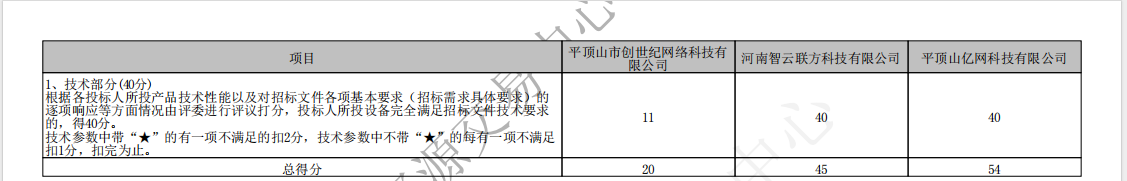 项目
平顶山市创世纪网络科技有
限公司
河南智云联方科技有限公司
平顶山亿网科技有限公司
1、技术部分(40分)
根据各投标人所投产品技术性能以及对招标文件各项基本要求（招标需求具体要求）的
逐项响应等方面情况由评委进行评议打分，投标人所投设备完全满足招标文件技术要求
的，得40分。
技术参数中带“★”的有一项不满足的扣2分，技术参数中不带“★”的每有一项不满足
扣1分，扣完为止。
11
40
40
总得分
20
45
54
源交易中心
中心